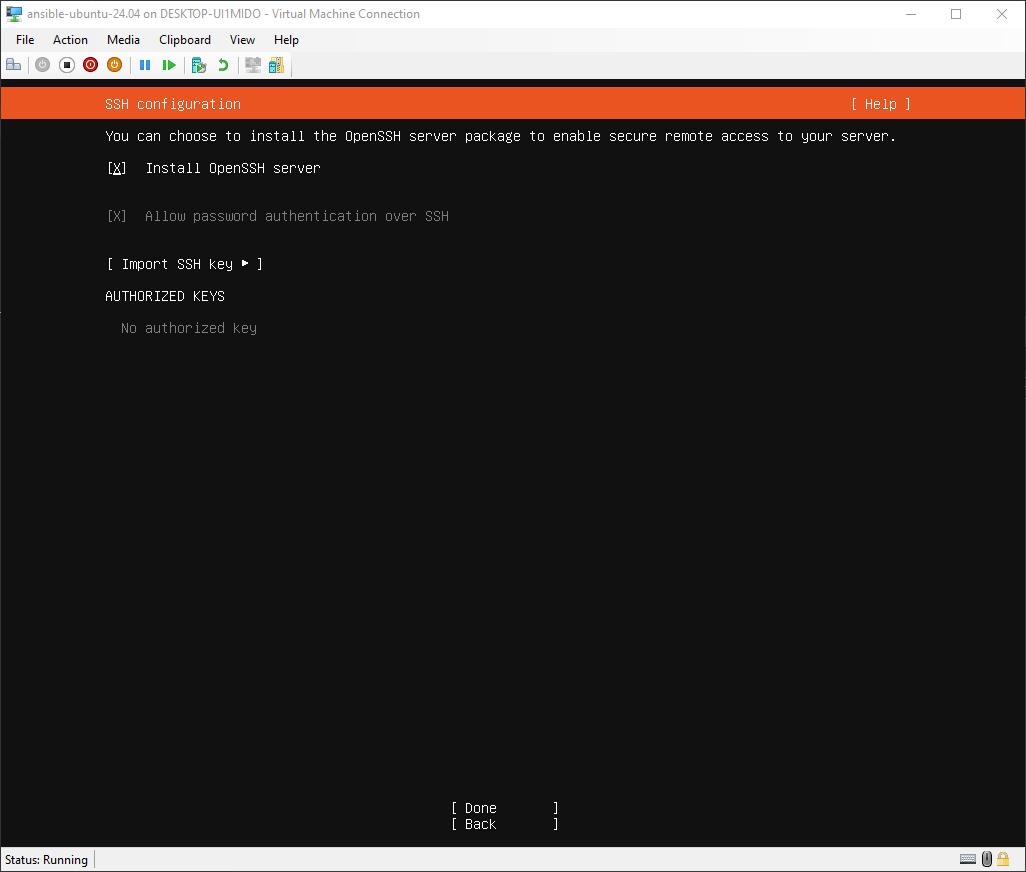 ansible-ubuntu-24.04 on DESKTOP-UI1MIDO - Virtual Machine Connection
File Action Media Clipboard View Help
SSH configuration [ Help ]
You can choose to install the OpenSSH server package to enable secure remote access to your server.
[X] Install OpenSSH server
[X] Allow password authentication over SSH
[ Import SSH key ▸ ]
AUTHORIZED KEYS
No authorized key
[ Done ]
[ Back ]
Status: Running